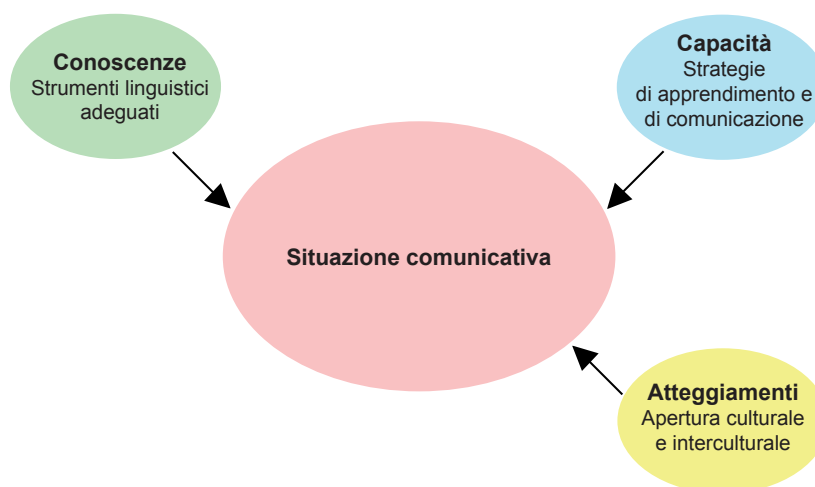 Conoscenze
Strumenti linguistici
adeguati
Capacità
Strategie
di apprendimento e
di comunicazione
Situazione comunicativa
Atteggiamenti
Apertura culturale
e interculturale